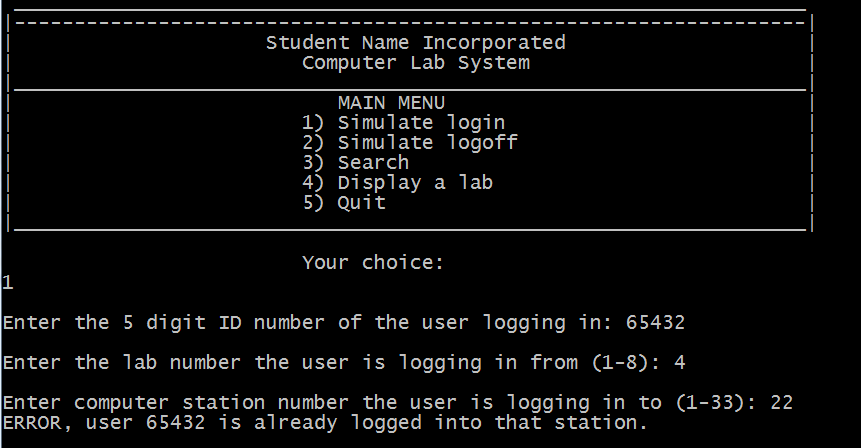 Student Name Incorporated
Computer Lab System
MAIN MENU
1) Simulate login
2) Simulate logoff
3) Search
4) Display a lab
5) Quit
Your choice:
1
Enter the 5 digit ID number of the user logging in: 65432
Enter the lab number the user is logging in from (1-8): 4
Enter computer station number the user is logging in to (1-33): 22
ERROR, user 65432 is already logged into that station.